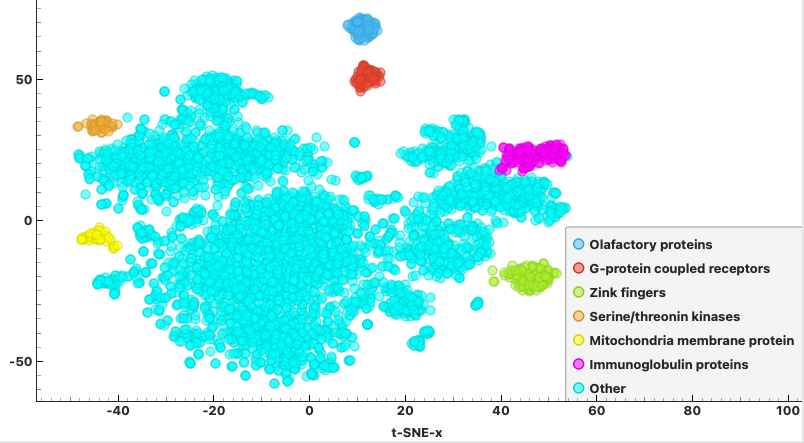 50
0
-50
-40
-20
0
20
40
60
80
100
t-SNE-x
Olafactory proteins
G-protein coupled receptors
Zink fingers
Serine/threonin kinases
Mitochondria membrane protein
Immunoglobulin proteins
Other